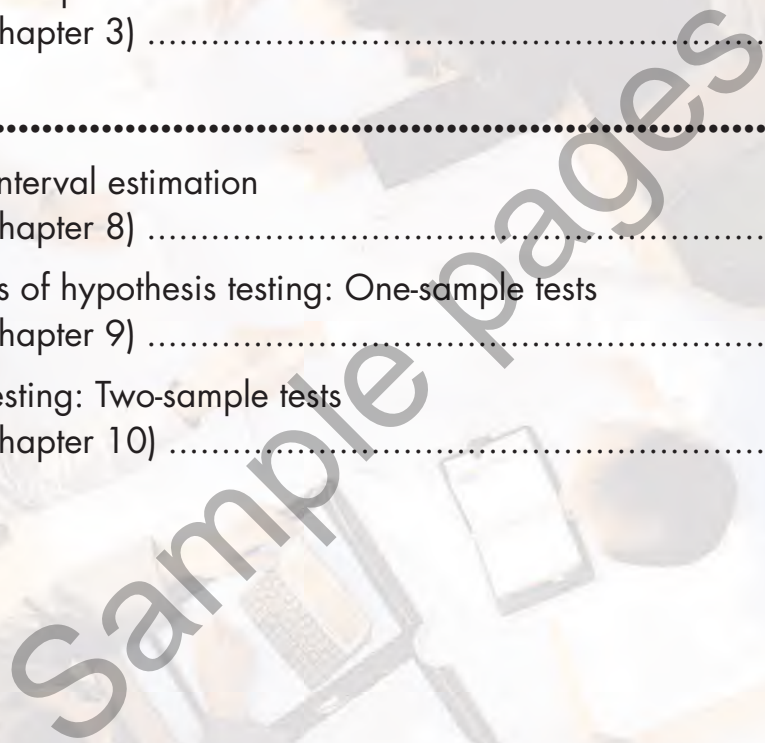 hapter 3) ........................................................
nterval estimation
hapter 8) ........................................................
s of hypothesis testing: One-sample tests
hapter 9) ........................................................
esting: Two-sample tests
hapter 10) ......................................................
Sample pages